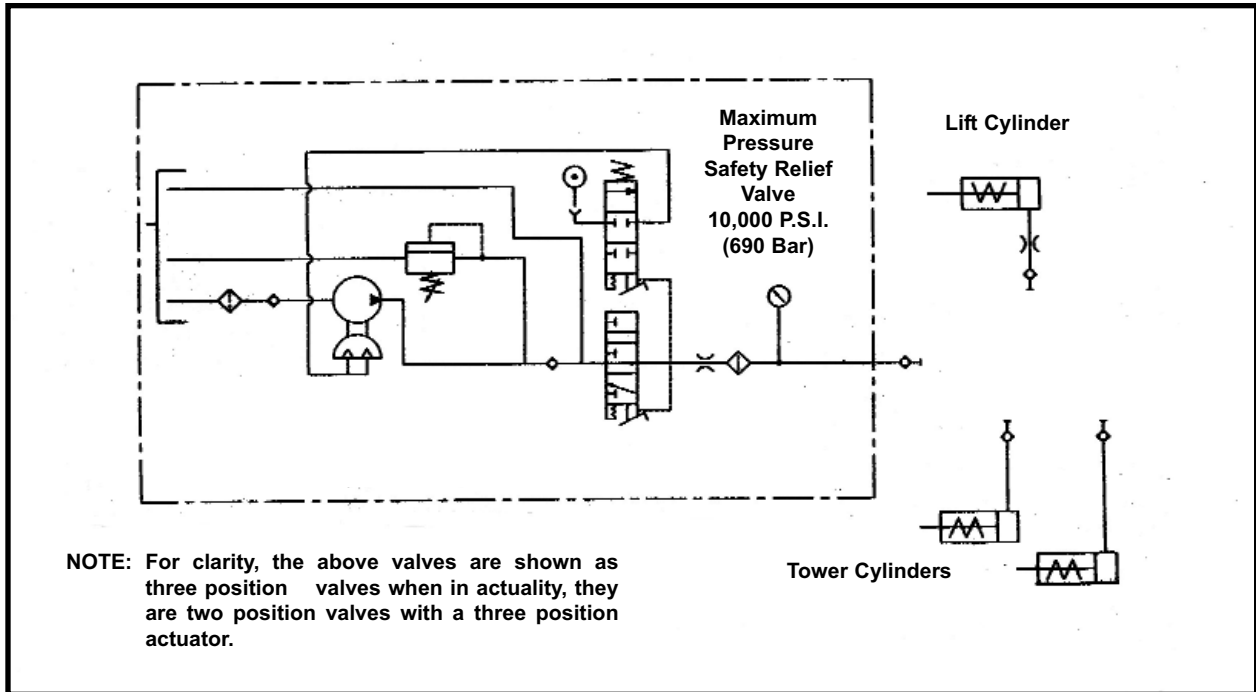 Maximum
Pressure
Safety Relief
Valve
10,000 P.S.I.
(690 Bar)
Lift Cylinder
Tower Cylinders
NOTE: For clarity, the above valves are shown as
three position valves when in actuality, they
are two position valves with a three position
actuator.